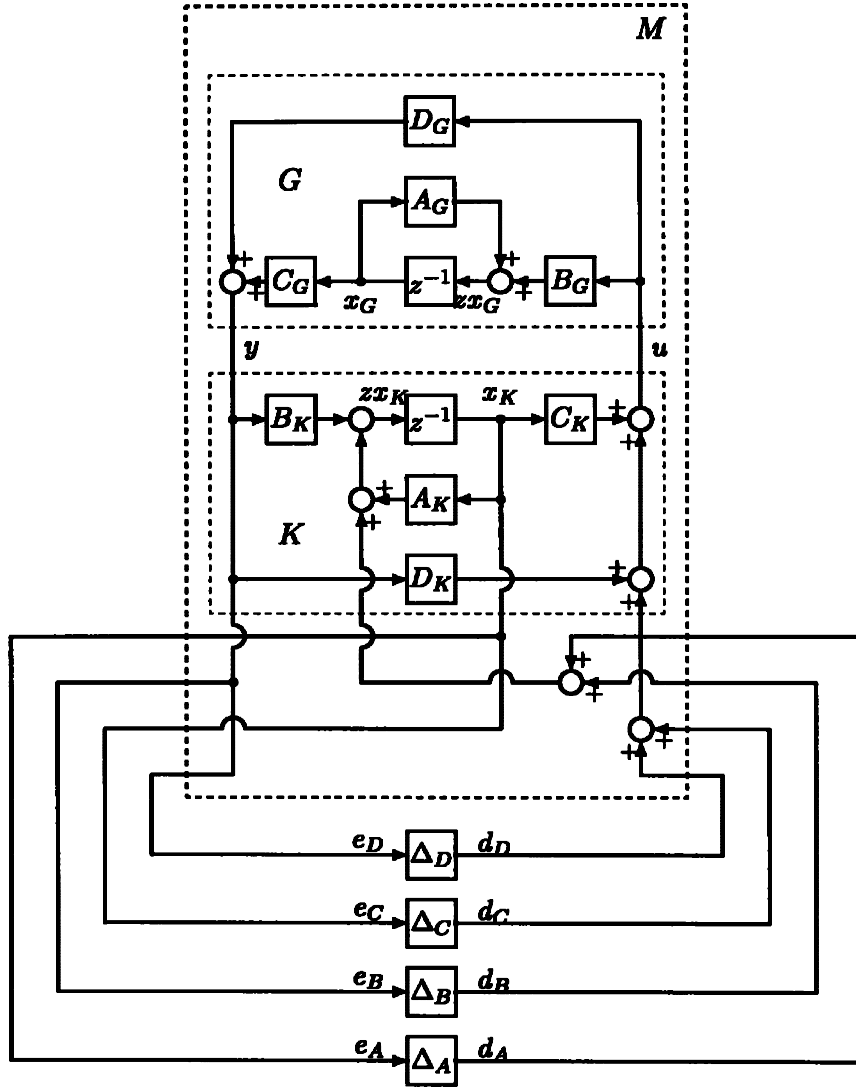 M
D_G
G
A_G
+
+ C_G z^{-1} + B_G
+ x_G zx_G +
y u
zx_K x_K
B_K z^{-1} C_K +
+
+ A_K
+
K
D_K +
+
+
+
+
+
e_D Δ_D d_D
e_C Δ_C d_C
e_B Δ_B d_B
e_A Δ_A d_A